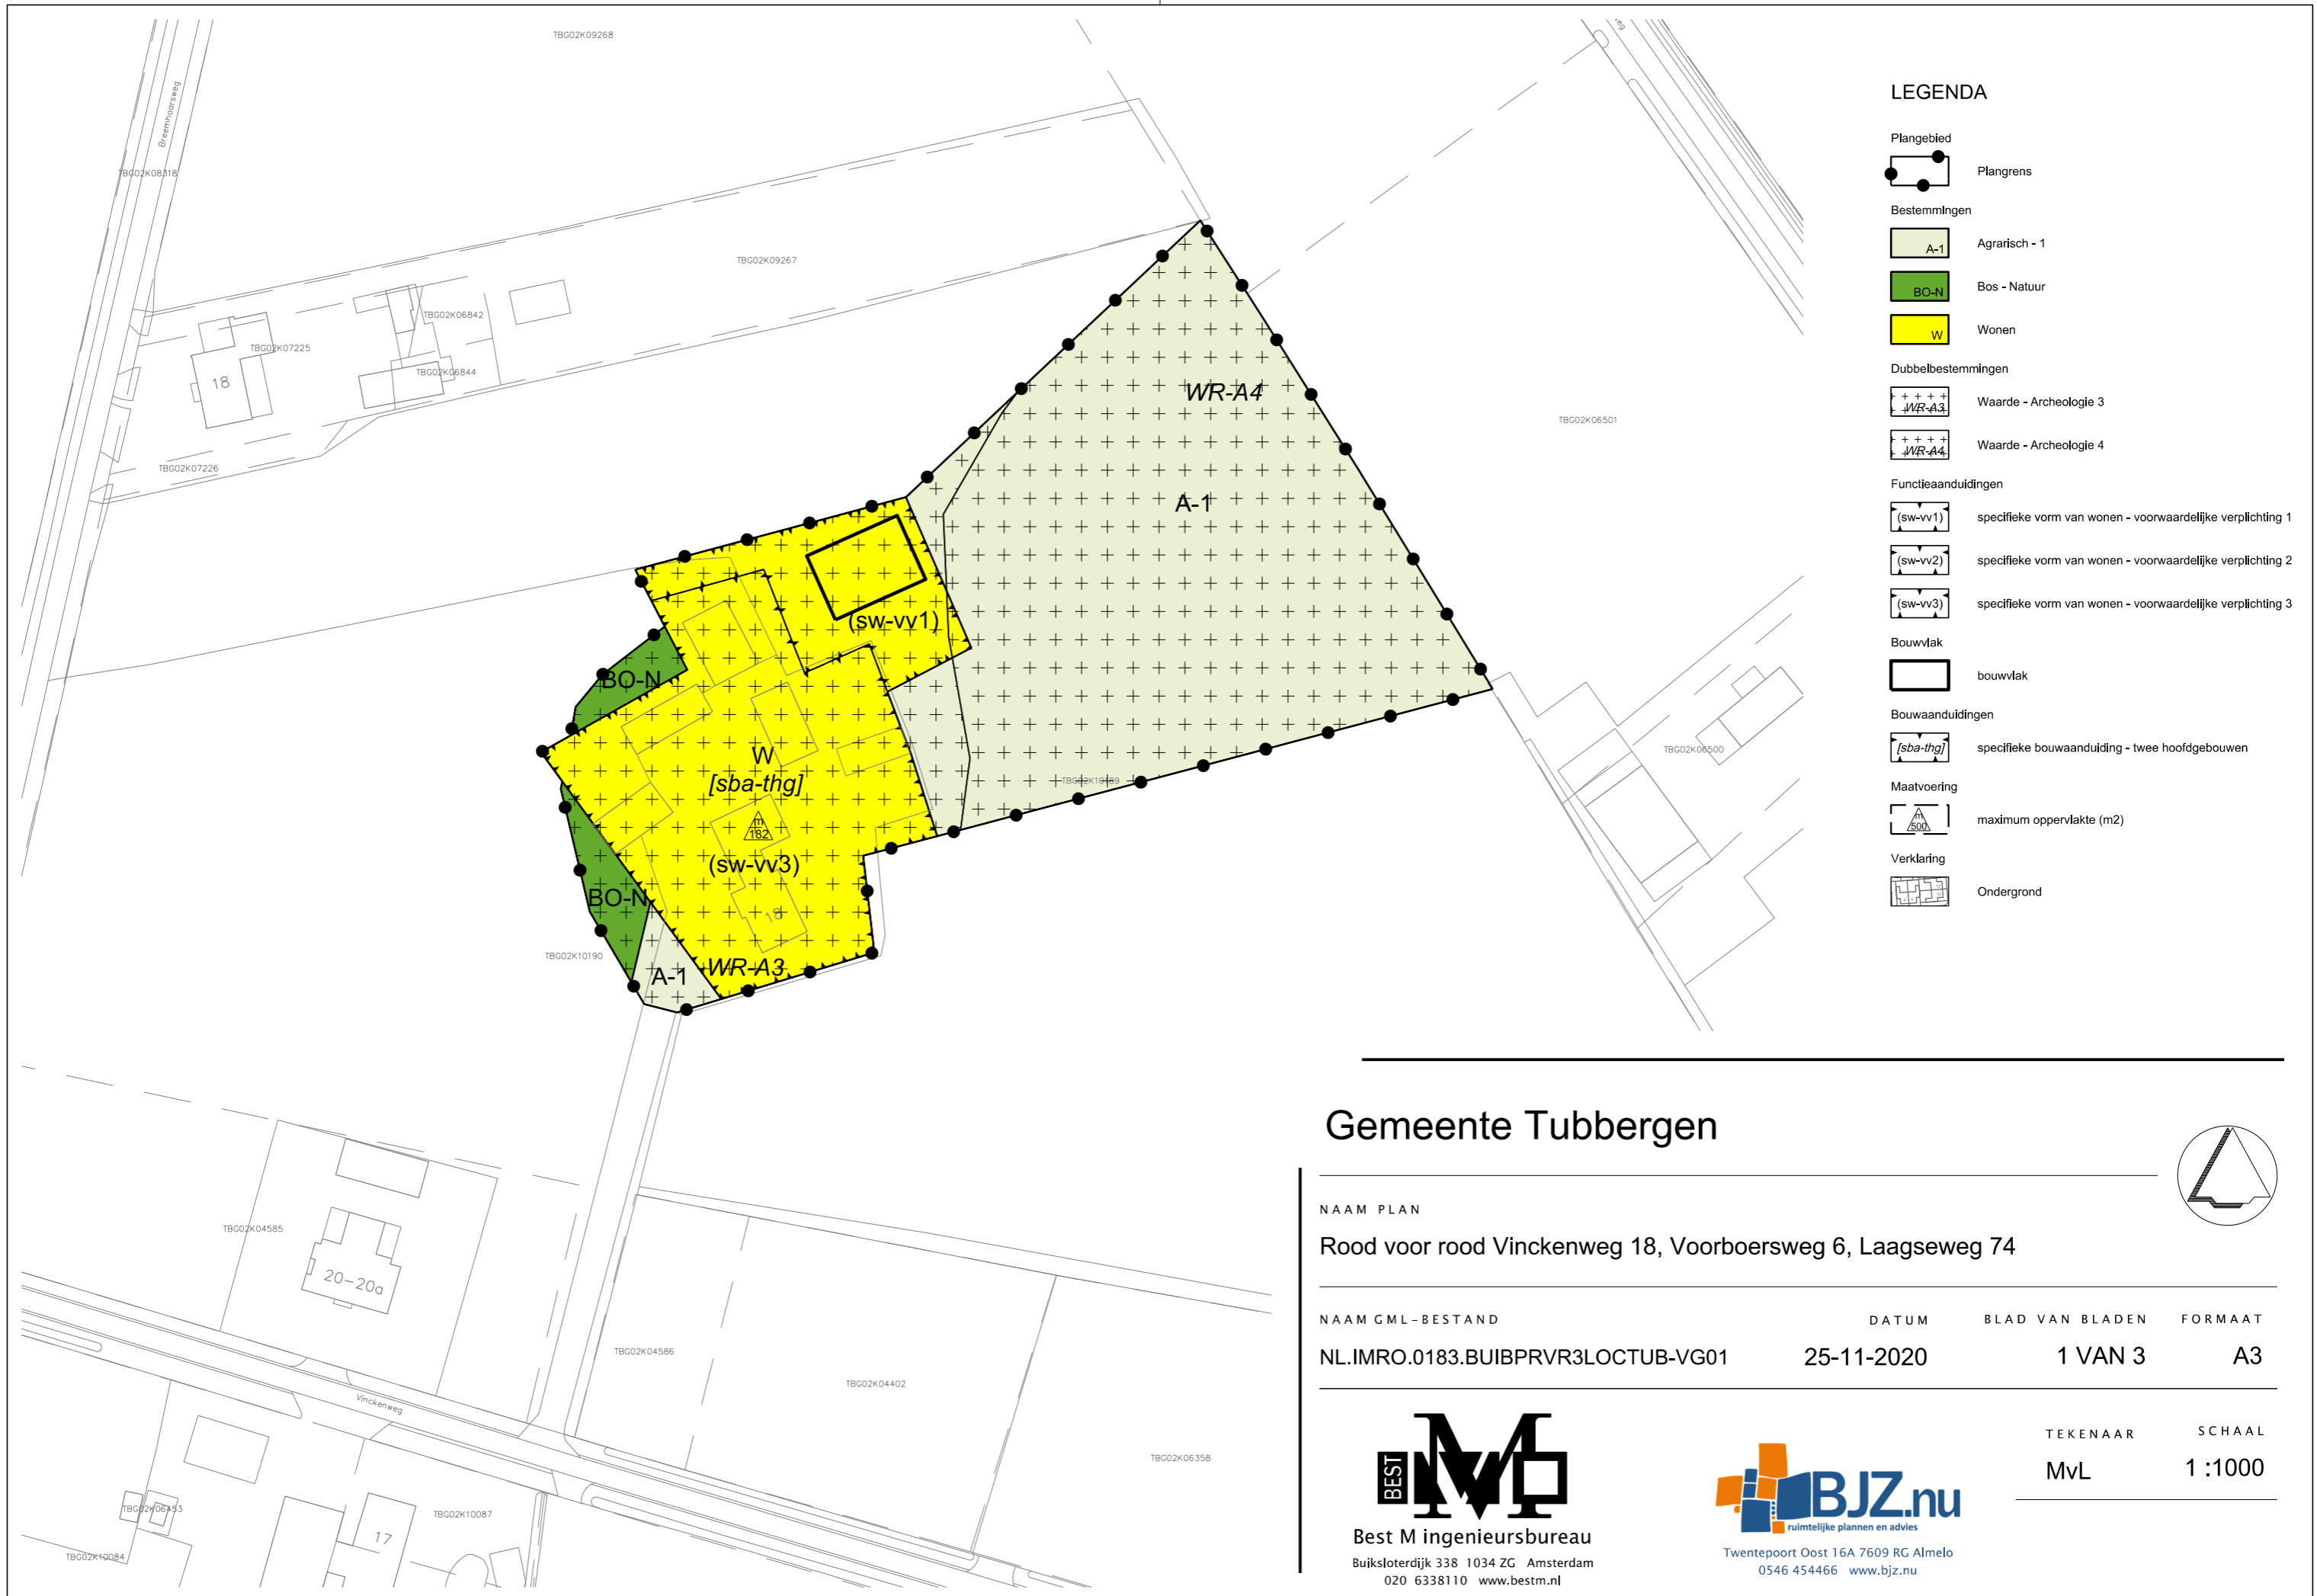 TBG02K09268
Breemhaarsweg
TBG02K08318
TBG02K09267
TBG02K06842
TBG02K07225
18
TBG02K06844
TBG02K07226
TBG02K06501
WR-A4
A-1
(sw-vv1)
BO-N
W
[sba-thg]
m
182
(sw-vv3)
18
BO-N
A-1
WR-A3
TBG02K10189
TBG02K06500
TBG02K10190
TBG02K04585
20-20a
TBG02K04586
TBG02K04402
Vinckenweg
TBG02K06358
TBG02K06453
TBG02K10087
17
TBG02K10084
LEGENDA
Plangebied
Plangrens
Bestemmingen
A-1 Agrarisch - 1
BO-N Bos - Natuur
W Wonen
Dubbelbestemmingen
WR-A3 Waarde - Archeologie 3
WR-A4 Waarde - Archeologie 4
Functieaanduidingen
(sw-vv1) specifieke vorm van wonen - voorwaardelijke verplichting 1
(sw-vv2) specifieke vorm van wonen - voorwaardelijke verplichting 2
(sw-vv3) specifieke vorm van wonen - voorwaardelijke verplichting 3
Bouwvlak
bouwvlak
Bouwaanduidingen
[sba-thg] specifieke bouwaanduiding - twee hoofdgebouwen
Maatvoering
m
500
maximum oppervlakte (m2)
Verklaring
Ondergrond
Gemeente Tubbergen
NAAM PLAN
Rood voor rood Vinckenweg 18, Voorboersweg 6, Laagseweg 74
NAAM GML-BESTAND DATUM BLAD VAN BLADEN FORMAAT
NL.IMRO.0183.BUIBPRVR3LOCTUB-VG01 25-11-2020 1 VAN 3 A3
TEKENAAR SCHAAL
MvL 1 :1000
BEST M
Best M ingenieursbureau
Buiksloterdijk 338 1034 ZG Amsterdam
020 6338110 www.bestm.nl
BJZ.nu
ruimtelijke plannen en advies
Twentepoort Oost 16A 7609 RG Almelo
0546 454466 www.bjz.nu